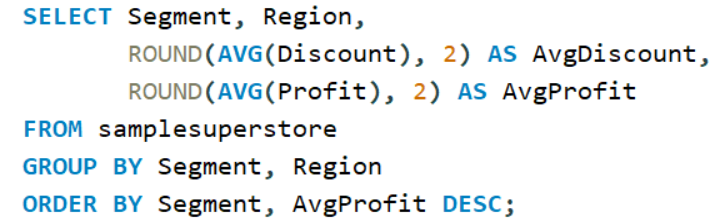 SELECT Segment, Region,
       ROUND(AVG(Discount), 2) AS AvgDiscount,
       ROUND(AVG(Profit), 2) AS AvgProfit
FROM samplesuperstore
GROUP BY Segment, Region
ORDER BY Segment, AvgProfit DESC;